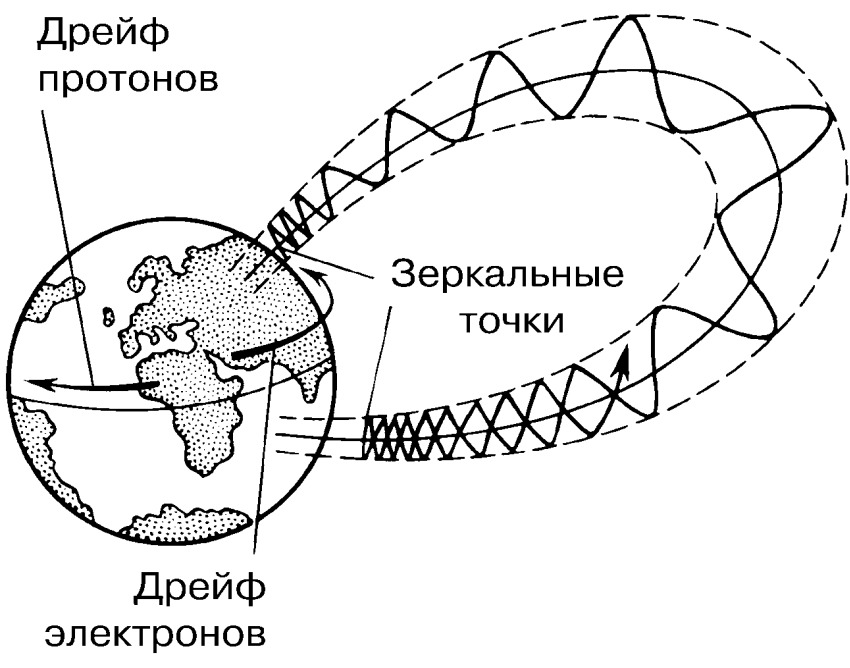 Дрейф
протонов
Зеркальные
точки
Дрейф
электронов